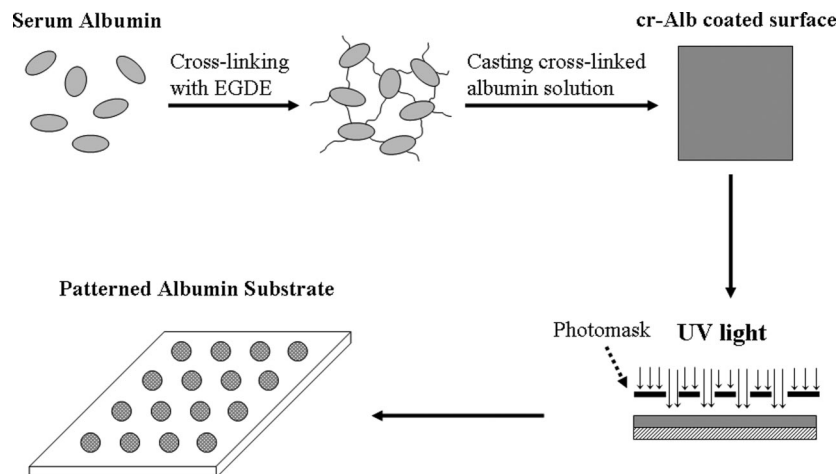 Serum Albumin
Cross-linking
with EGDE
Casting cross-linked
albumin solution
cr-Alb coated surface
Photomask
UV light
Patterned Albumin Substrate